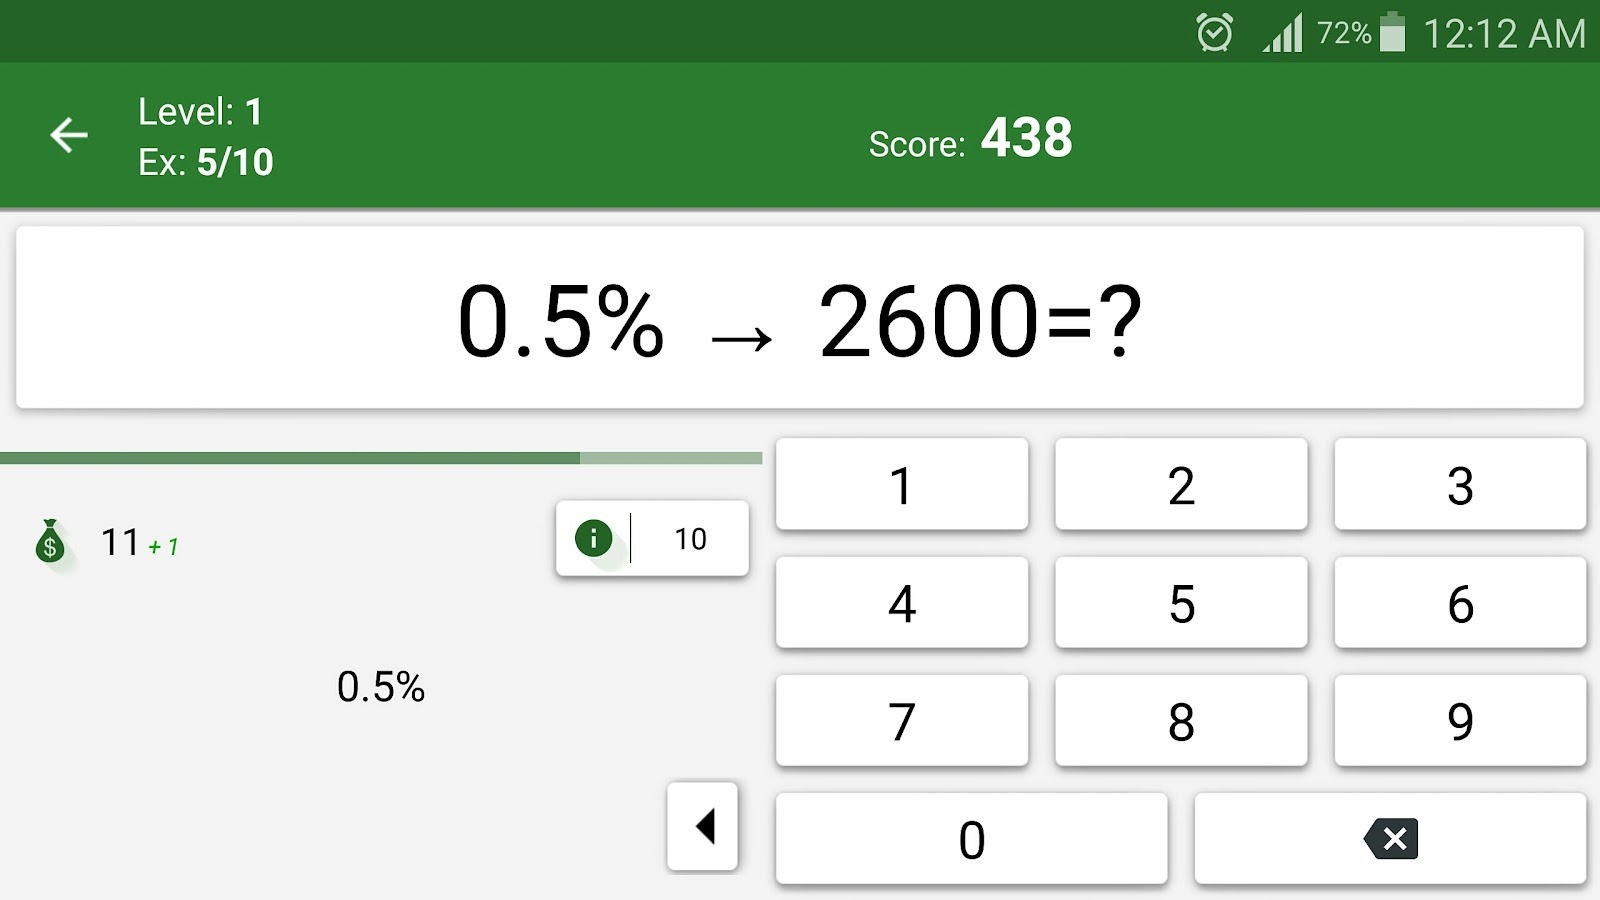 72% 12:12 AM
Level: 1
Ex: 5/10
Score: 438
0.5% → 2600=?
11 + 1
i 10
0.5%
1 2 3
4 5 6
7 8 9
0